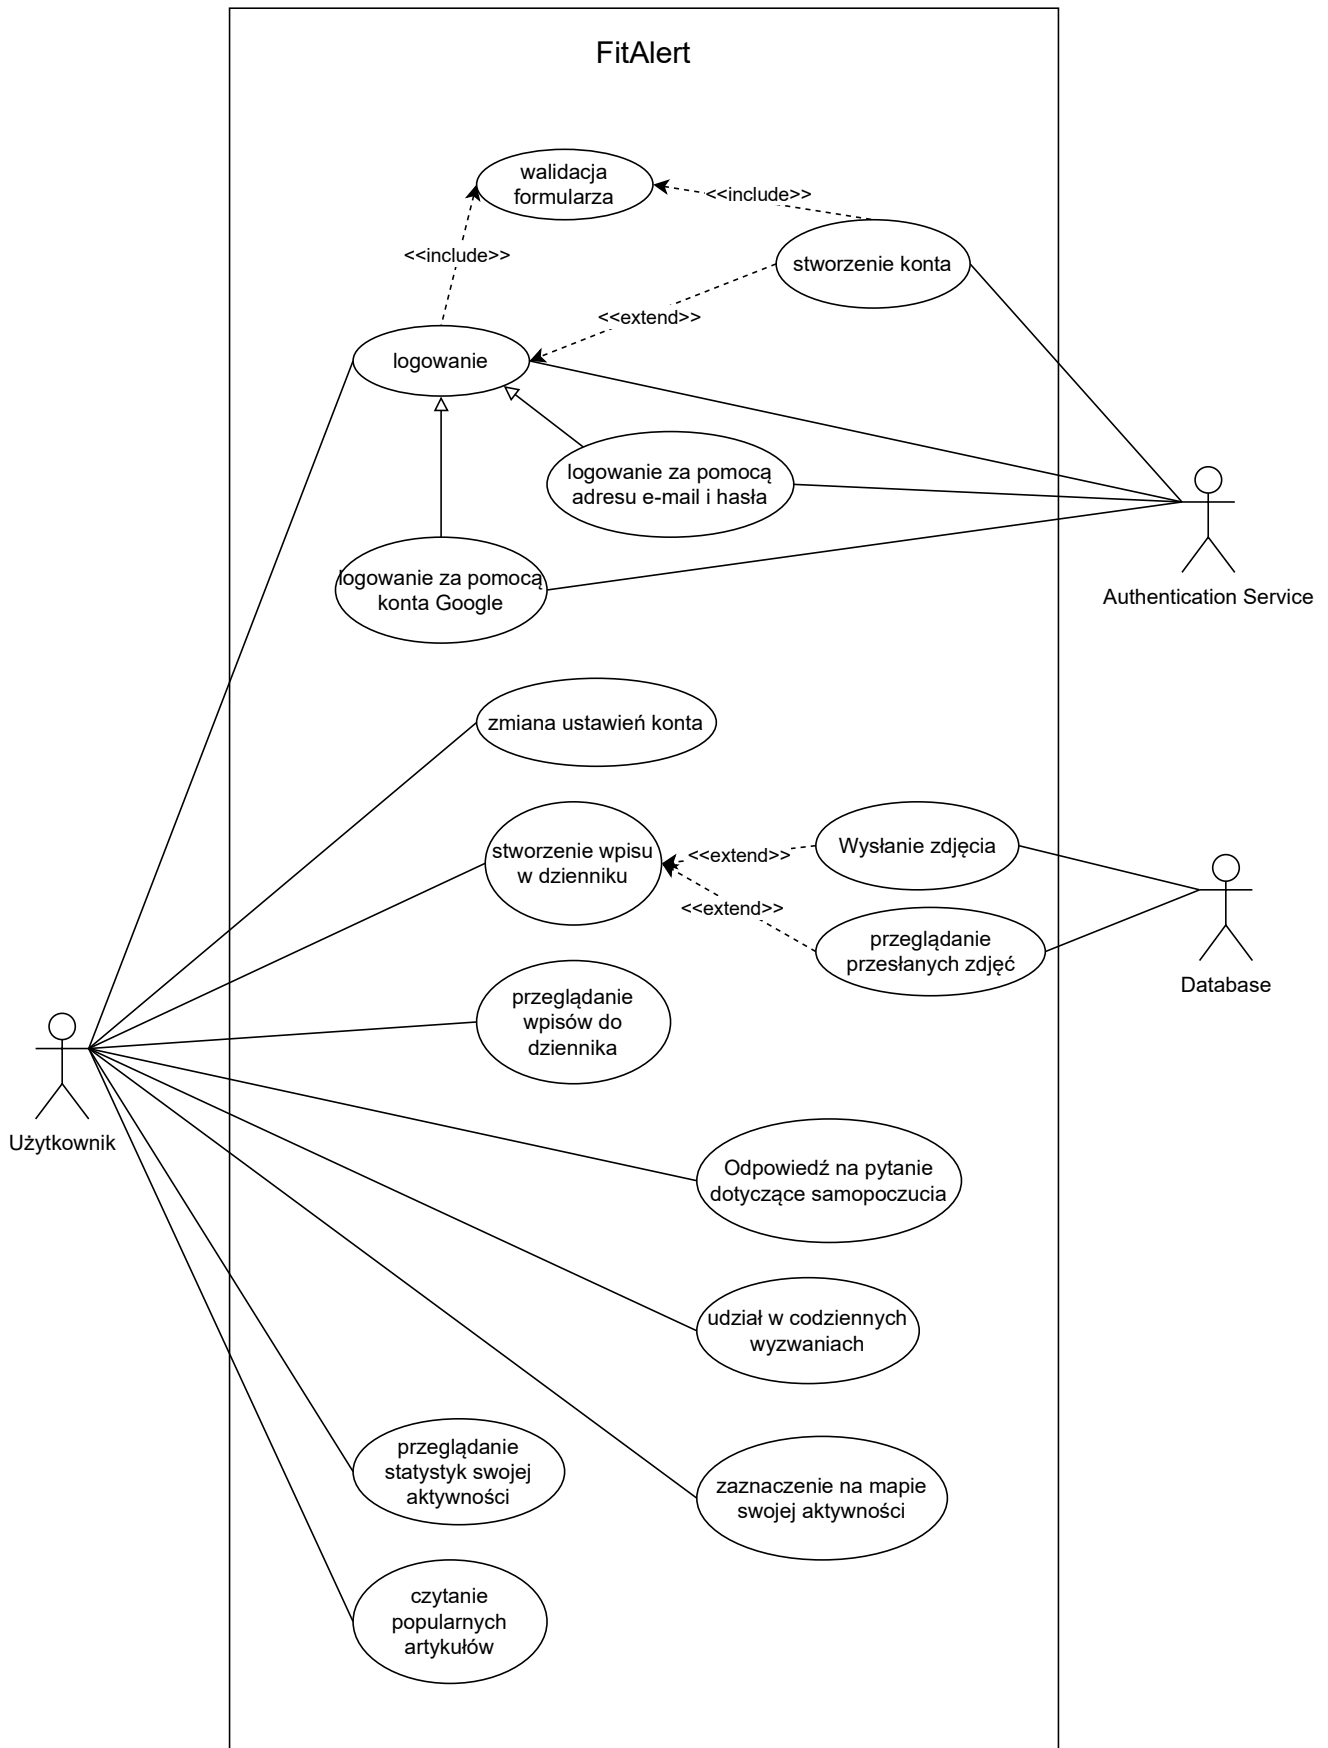 FitAlert
walidacja
formularza
<<include>>
stworzenie konta
<<include>>
<<extend>>
logowanie
logowanie za pomocą
adresu e-mail i hasła
logowanie za pomocą
konta Google
Authentication Service
zmiana ustawień konta
stworzenie wpisu
w dzienniku
<<extend>>
Wysłanie zdjęcia
<<extend>>
przeglądanie
przesłanych zdjęć
Database
przeglądanie
wpisów do
dziennika
Użytkownik
Odpowiedź na pytanie
dotyczące samopoczucia
udział w codziennych
wyzwaniach
przeglądanie
statystyk swojej
aktywności
zaznaczenie na mapie
swojej aktywności
czytanie
popularnych
artykułów